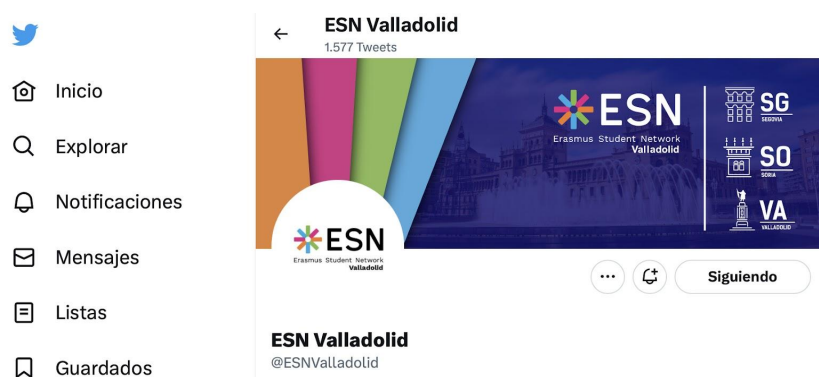 ESN Valladolid
1.577 Tweets
Inicio
Explorar
Notificaciones
Mensajes
Listas
Guardados
ESN
Erasmus Student Network
Valladolid
SG
SEGOVIA
SO
SORIA
VA
VALLADOLID
ESN
Erasmus Student Network
Valladolid
Siguiendo
ESN Valladolid
@ESNValladolid